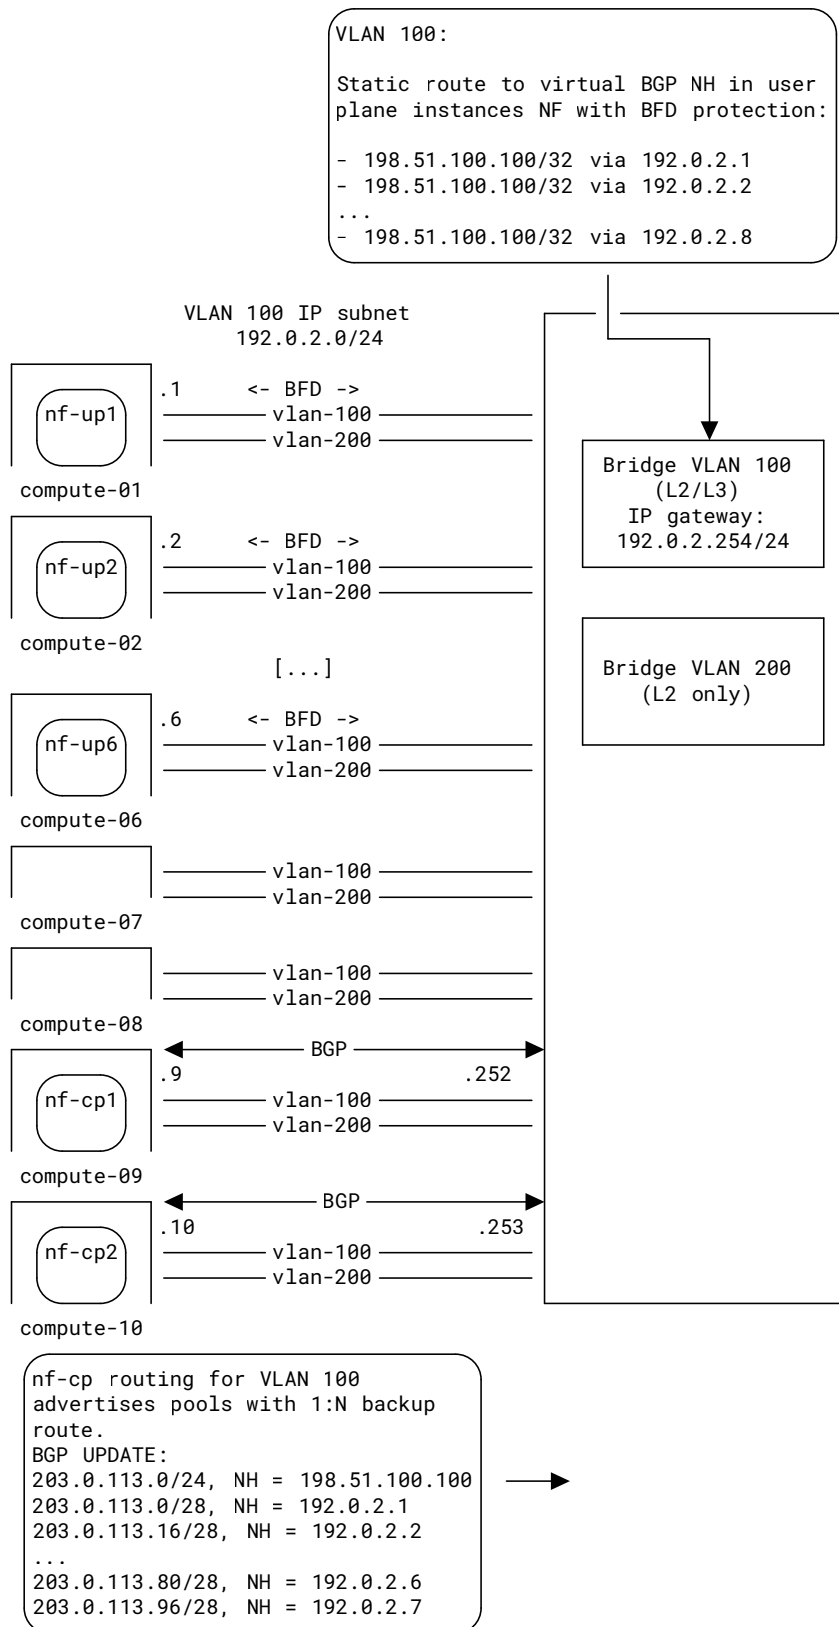 VLAN 100:
Static route to virtual BGP NH in user
plane instances NF with BFD protection:
- 198.51.100.100/32 via 192.0.2.1
- 198.51.100.100/32 via 192.0.2.2
...
- 198.51.100.100/32 via 192.0.2.8
VLAN 100 IP subnet
192.0.2.0/24
.1 <- BFD ->
nf-up1
vlan-100
vlan-200
compute-01
Bridge VLAN 100
(L2/L3)
IP gateway:
192.0.2.254/24
.2 <- BFD ->
nf-up2
vlan-100
vlan-200
compute-02
Bridge VLAN 200
(L2 only)
[...]
.6 <- BFD ->
nf-up6
vlan-100
vlan-200
compute-06
vlan-100
vlan-200
compute-07
vlan-100
vlan-200
compute-08
BGP
.9 .252
nf-cp1
vlan-100
vlan-200
compute-09
BGP
.10 .253
nf-cp2
vlan-100
vlan-200
compute-10
nf-cp routing for VLAN 100
advertises pools with 1:N backup
route.
BGP UPDATE:
203.0.113.0/24, NH = 198.51.100.100
203.0.113.0/28, NH = 192.0.2.1
203.0.113.16/28, NH = 192.0.2.2
...
203.0.113.80/28, NH = 192.0.2.6
203.0.113.96/28, NH = 192.0.2.7